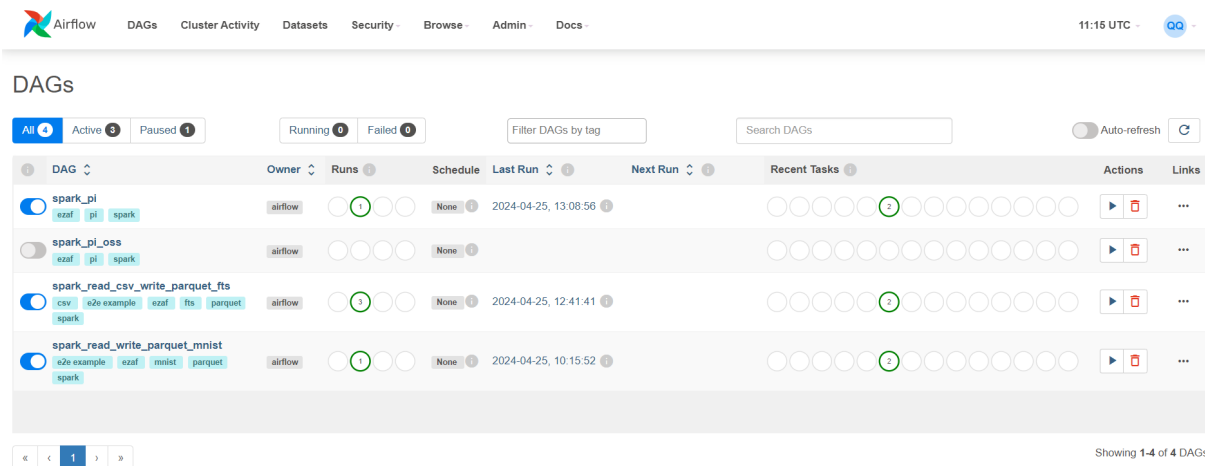 Airflow DAGs Cluster Activity Datasets Security Browse Admin Docs 11:15 UTC QQ
DAGs
All 4 Active 3 Paused 1 Running 0 Failed 0 Filter DAGs by tag Search DAGs Auto-refresh
i DAG Owner Runs i Schedule Last Run i Next Run i Recent Tasks i Actions Links
spark_pi
ezaf pi spark
airflow 1 None i 2024-04-25, 13:08:56 i 2 ...
spark_pi_oss
ezaf pi spark
airflow None i ...
spark_read_csv_write_parquet_fts
csv e2e example ezaf fts parquet
spark
airflow 3 None i 2024-04-25, 12:41:41 i 2 ...
spark_read_write_parquet_mnist
e2e example ezaf mnist parquet
spark
airflow 1 None i 2024-04-25, 10:15:52 i 2 ...
« ‹ 1 › » Showing 1-4 of 4 DAGs